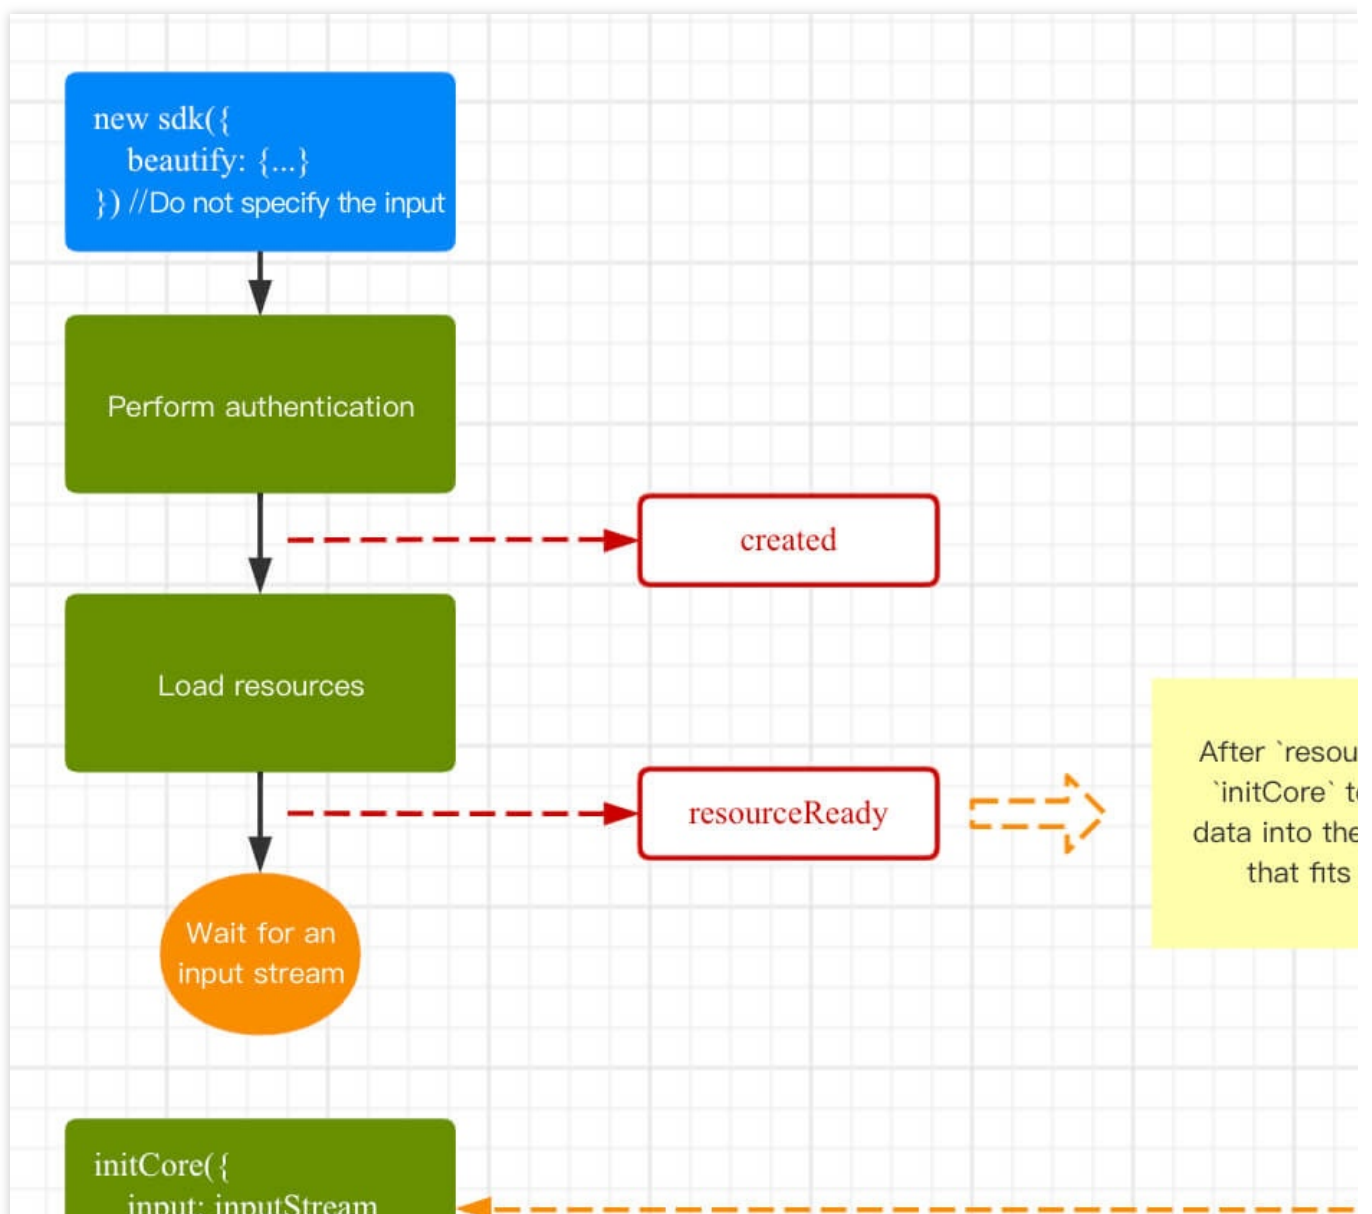 new sdk({
beautify: {...}
}) //Do not specify the input
Perform authentication
created
Load resources
resourceReady
After `resou
`initCore` t
data into the
that fits
Wait for an
input stream
initCore({
input: inputStream